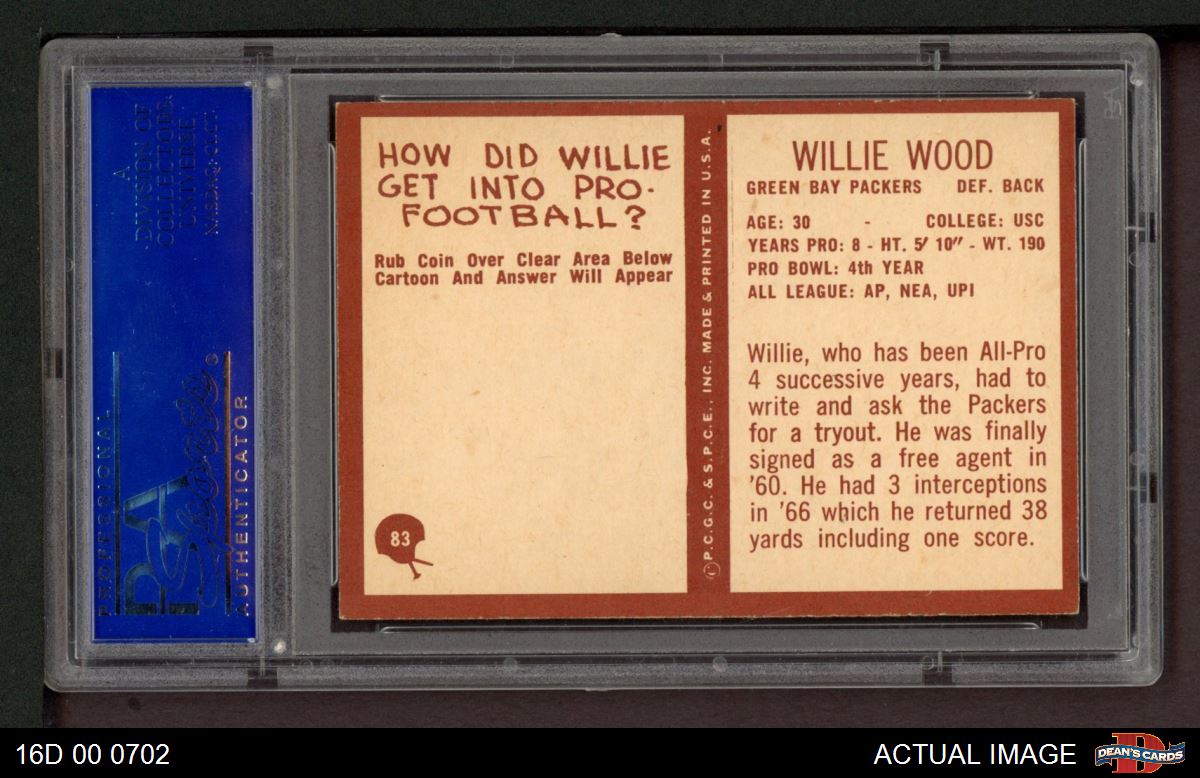 A
DIVISION OF
COLLECTORS
UNIVERSE
NASDAQ: CLCT
PROFESSIONAL
PSA
Sports
®
AUTHENTICATOR
HOW DID WILLIE
GET INTO PRO-
FOOTBALL?
Rub Coin Over Clear Area Below
Cartoon And Answer Will Appear
83
© P.C.G.C. & S.P.C.E., INC. MADE & PRINTED IN U.S.A.
WILLIE WOOD
GREEN BAY PACKERS DEF. BACK
AGE: 30 - COLLEGE: USC
YEARS PRO: 8 - HT. 5' 10" - WT. 190
PRO BOWL: 4th YEAR
ALL LEAGUE: AP, NEA, UPI
Willie, who has been All-Pro
4 successive years, had to
write and ask the Packers
for a tryout. He was finally
signed as a free agent in
'60. He had 3 interceptions
in '66 which he returned 38
yards including one score.
16D 00 0702
ACTUAL IMAGE
DEAN'S CARDS